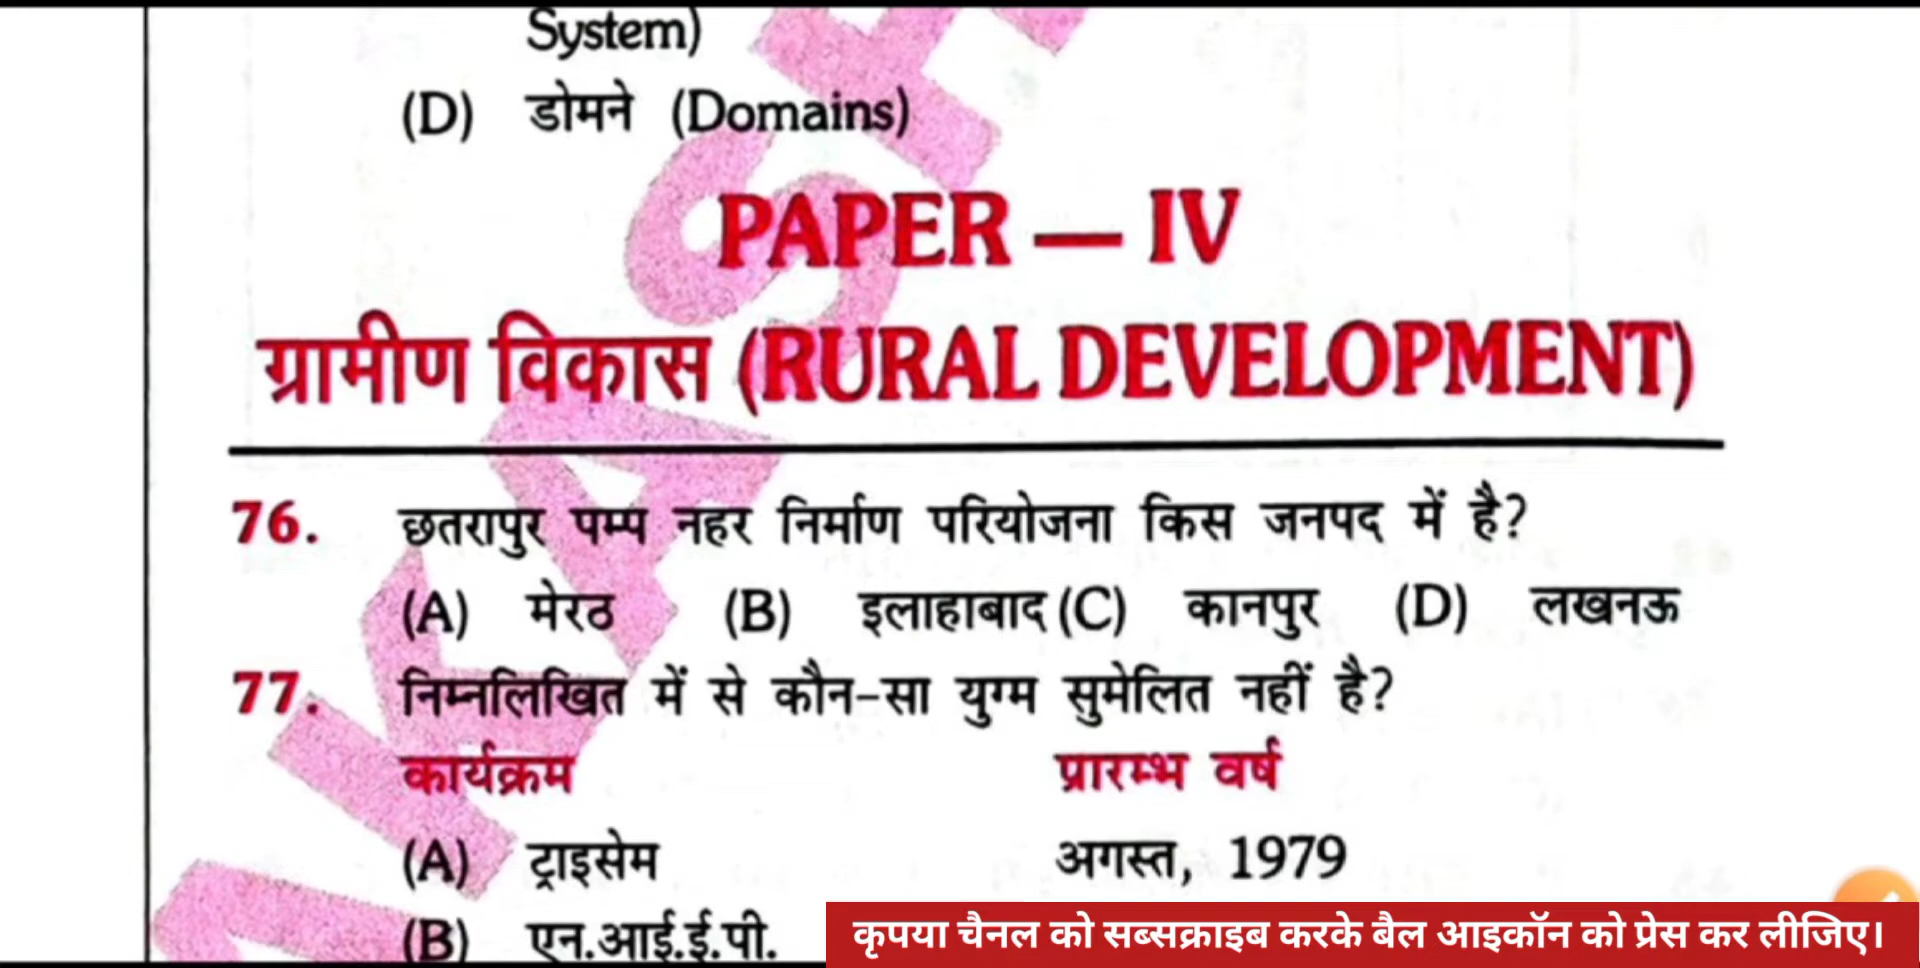 System)
(D) डोमने (Domains)
PAPER — IV
ग्रामीण विकास (RURAL DEVELOPMENT)
76. छतरापुर पम्प नहर निर्माण परियोजना किस जनपद में है?
(A) मेरठ (B) इलाहाबाद (C) कानपुर (D) लखनऊ
77. निम्नलिखित में से कौन-सा युग्म सुमेलित नहीं है?
कार्यक्रम प्रारम्भ वर्ष
(A) ट्राइसेम अगस्त, 1979
(B) एन.आई.ई.पी.
कृपया चैनल को सब्सक्राइब करके बैल आइकॉन को प्रेस कर लीजिए।